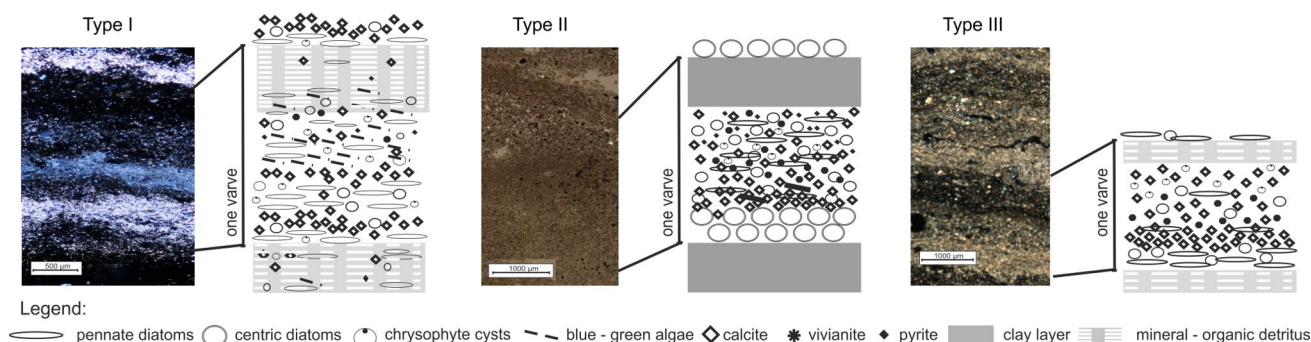 Type I
Type II
Type III
one varve
one varve
one varve
500 µm
1000 µm
1000 µm
Legend:
pennate diatoms centric diatoms chrysophyte cysts blue - green algae calcite vivianite pyrite clay layer mineral - organic detritus